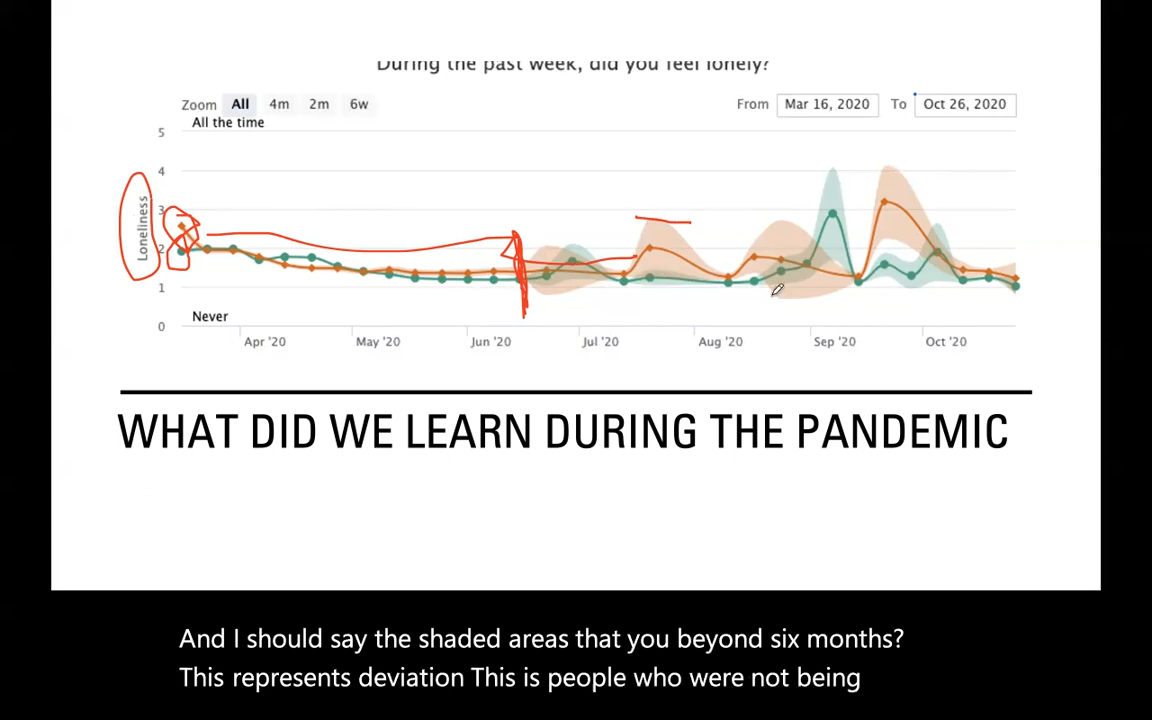 During the past week, did you feel lonely?
Zoom All 4m 2m 6w From Mar 16, 2020 To Oct 26, 2020
All the time
5
4
3
2
1
0
Loneliness
Never
Apr '20 May '20 Jun '20 Jul '20 Aug '20 Sep '20 Oct '20
WHAT DID WE LEARN DURING THE PANDEMIC
And I should say the shaded areas that you beyond six months?
This represents deviation This is people who were not being